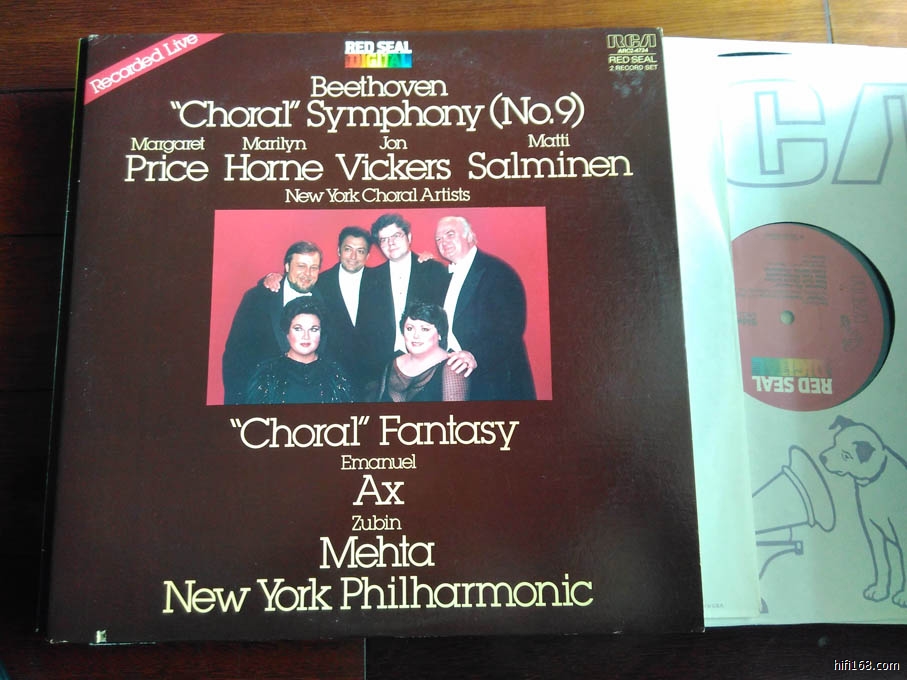 Recorded Live
RED SEAL
DIGITAL
RCA
ARC2-4734
RED SEAL
2 RECORD SET
Beethoven
"Choral" Symphony (No.9)
Margaret Marilyn Jon Matti
Price Horne Vickers Salminen
New York Choral Artists
"Choral" Fantasy
Emanuel
Ax
Zubin
Mehta
New York Philharmonic
CA
RED SEAL
DIGITAL
hifi168.com